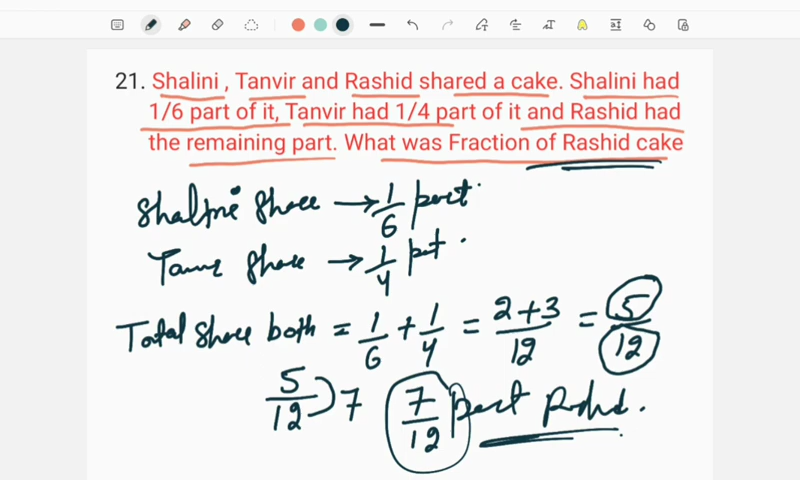 21. Shalini , Tanvir and Rashid shared a cake. Shalini had
1/6 part of it, Tanvir had 1/4 part of it and Rashid had
the remaining part. What was Fraction of Rashid cake
Shalini Share → 1/6 part.
Share → 1/4 pt.
Total Share both = 1/6 + 1/4 = 2+3/12 = 5/12
5/12 ) 7 7/12 part